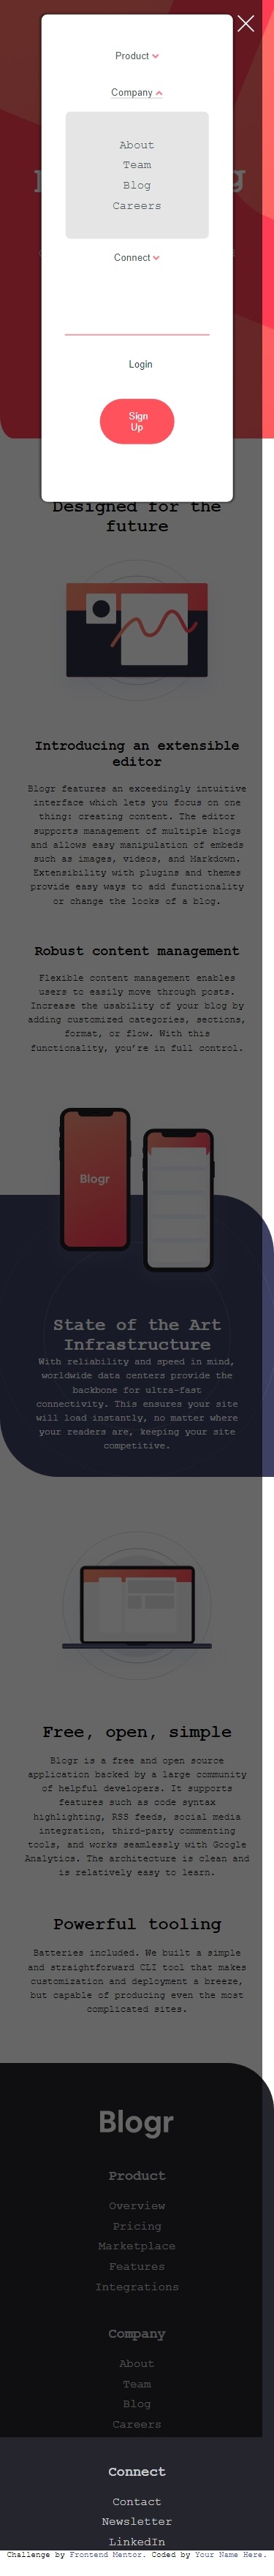 Product
Company
About
Team
Blog
Careers
Connect
Login
Sign
Up
Designed for the
future
Introducing an extensible
editor
Blogr features an exceedingly intuitive
interface which lets you focus on one
thing: creating content. The editor
supports management of multiple blogs
and allows easy manipulation of embeds
such as images, videos, and Markdown.
Extensibility with plugins and themes
provide easy ways to add functionality
or change the looks of a blog.
Robust content management
Flexible content management enables
users to easily move through posts.
Increase the usability of your blog by
adding customized categories, sections,
format, or flow. With this
functionality, you’re in full control.
Blogr
State of the Art
Infrastructure
With reliability and speed in mind,
worldwide data centers provide the
backbone for ultra-fast
connectivity. This ensures your site
will load instantly, no matter where
your readers are, keeping your site
competitive.
Free, open, simple
Blogr is a free and open source
application backed by a large community
of helpful developers. It supports
features such as code syntax
highlighting, RSS feeds, social media
integration, third-party commenting
tools, and works seamlessly with Google
Analytics. The architecture is clean and
is relatively easy to learn.
Powerful tooling
Batteries included. We built a simple
and straightforward CLI tool that makes
customization and deployment a breeze,
but capable of producing even the most
complicated sites.
Blogr
Product
Overview
Pricing
Marketplace
Features
Integrations
Company
About
Team
Blog
Careers
Connect
Contact
Newsletter
LinkedIn
Challenge by Frontend Mentor. Coded by Your Name Here.